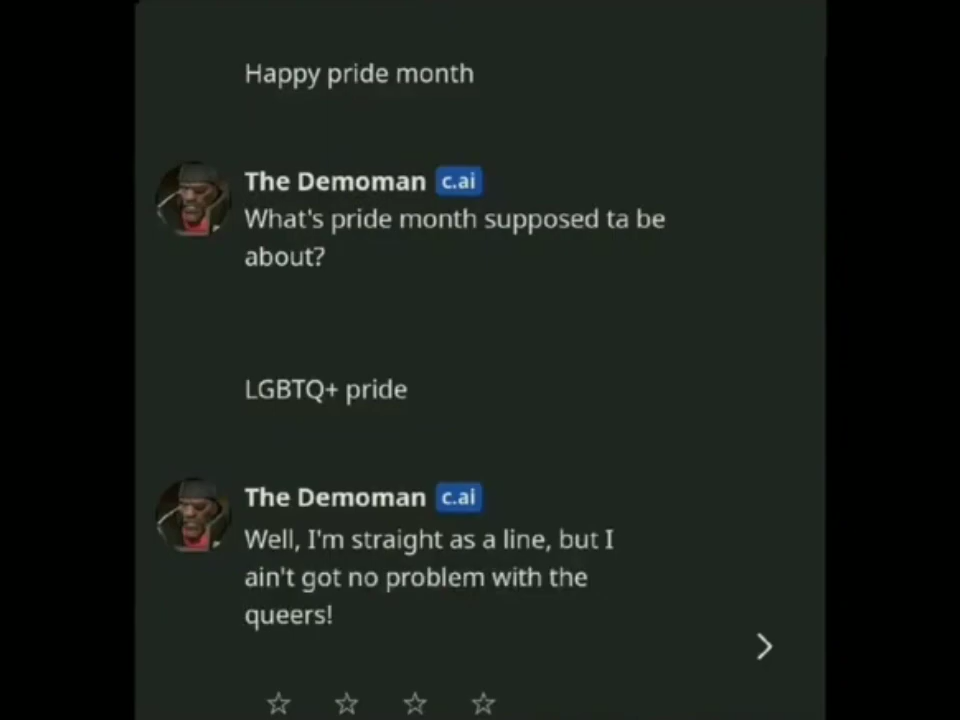 Happy pride month
The Demoman c.ai
What's pride month supposed ta be
about?
LGBTQ+ pride
The Demoman c.ai
Well, I'm straight as a line, but I
ain't got no problem with the
queers!